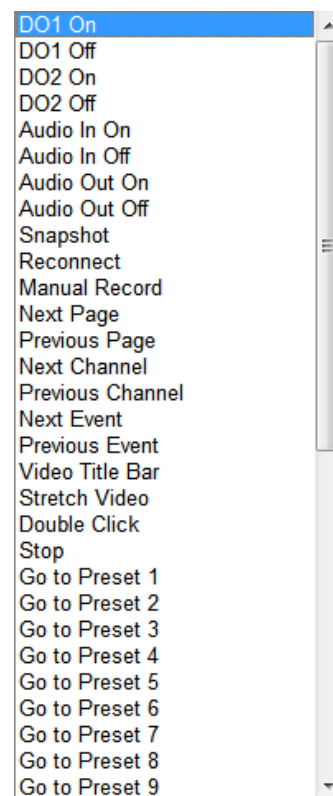 DO1 On
DO1 Off
DO2 On
DO2 Off
Audio In On
Audio In Off
Audio Out On
Audio Out Off
Snapshot
Reconnect
Manual Record
Next Page
Previous Page
Next Channel
Previous Channel
Next Event
Previous Event
Video Title Bar
Stretch Video
Double Click
Stop
Go to Preset 1
Go to Preset 2
Go to Preset 3
Go to Preset 4
Go to Preset 5
Go to Preset 6
Go to Preset 7
Go to Preset 8
Go to Preset 9